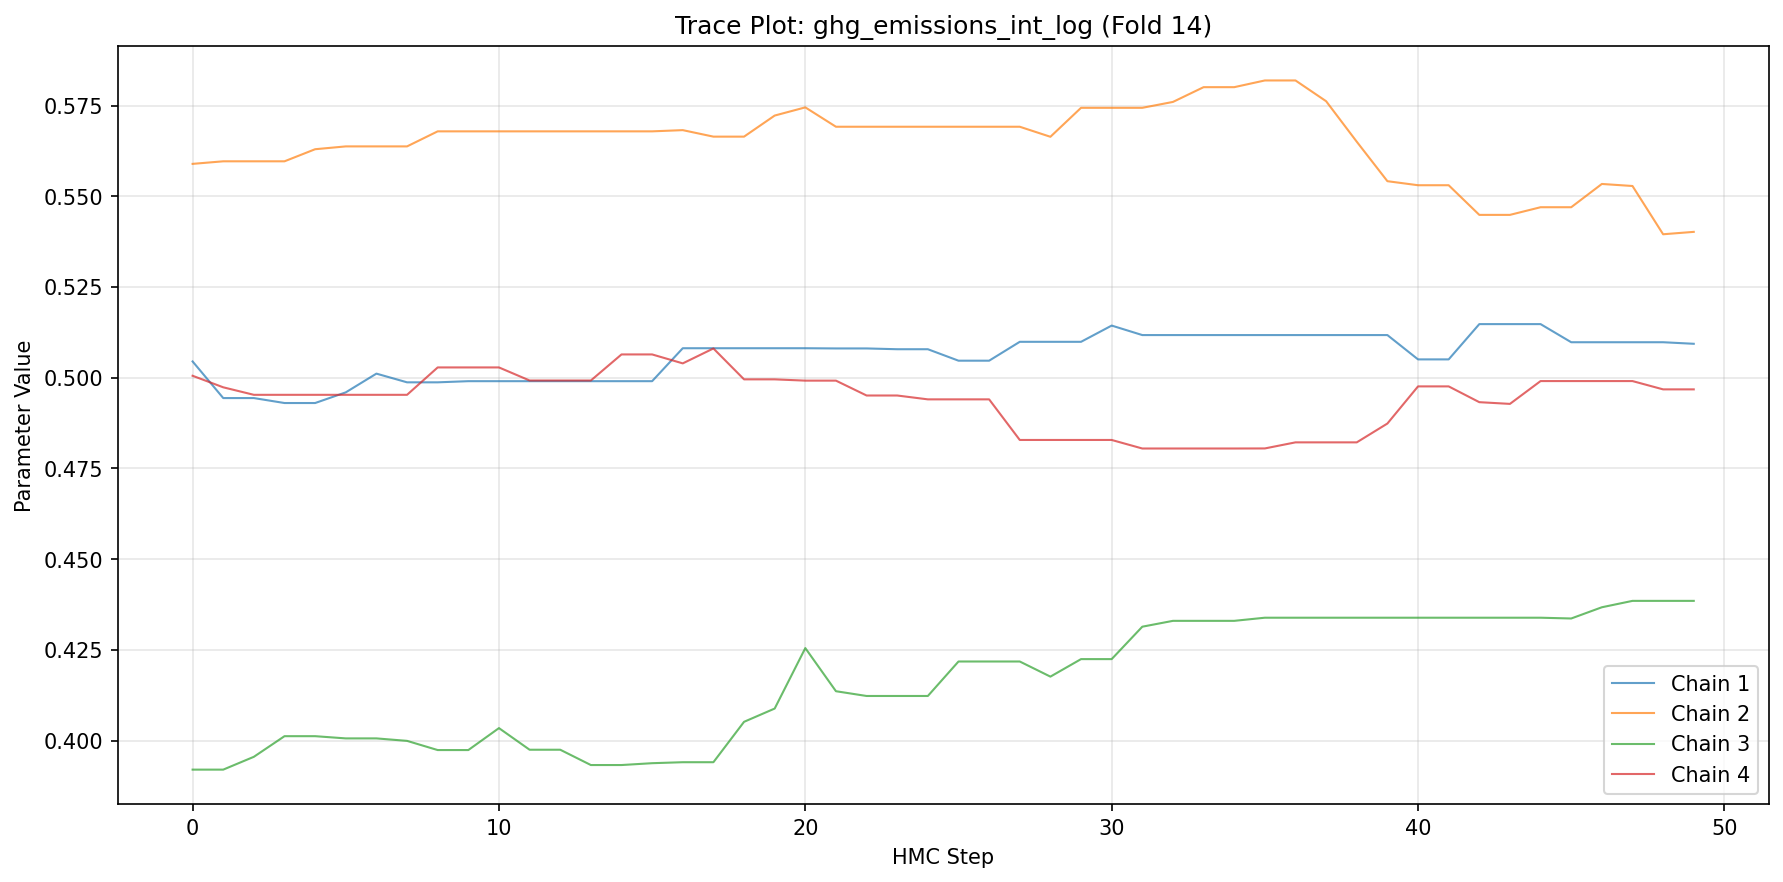 Trace Plot: ghg_emissions_int_log (Fold 14)
Parameter Value
0.575
0.550
0.525
0.500
0.475
0.450
0.425
0.400
Chain 1
Chain 2
Chain 3
Chain 4
0 10 20 30 40 50
HMC Step